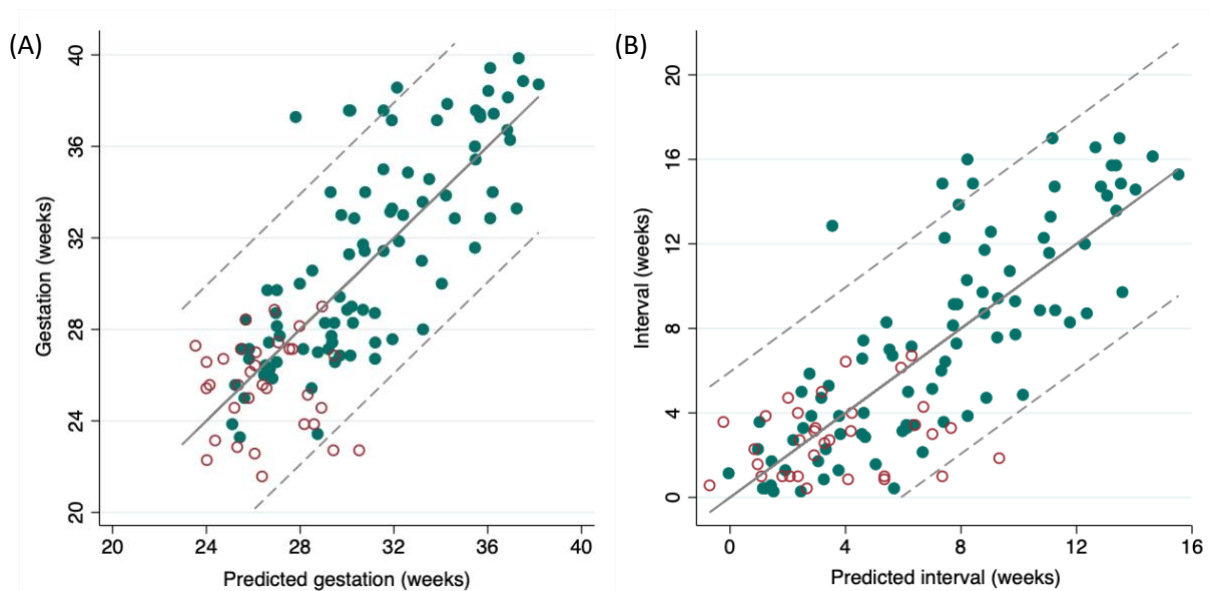 (A)
40
36
32
28
24
20
Gestation (weeks)
20 24 28 32 36 40
Predicted gestation (weeks)
(B)
20
16
12
8
4
0
Interval (weeks)
0 4 8 12 16
Predicted interval (weeks)